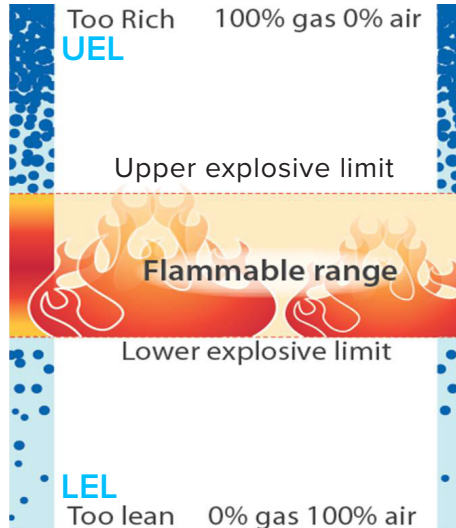 Too Rich 100% gas 0% air
UEL
Upper explosive limit
Flammable range
Lower explosive limit
LEL
Too lean 0% gas 100% air